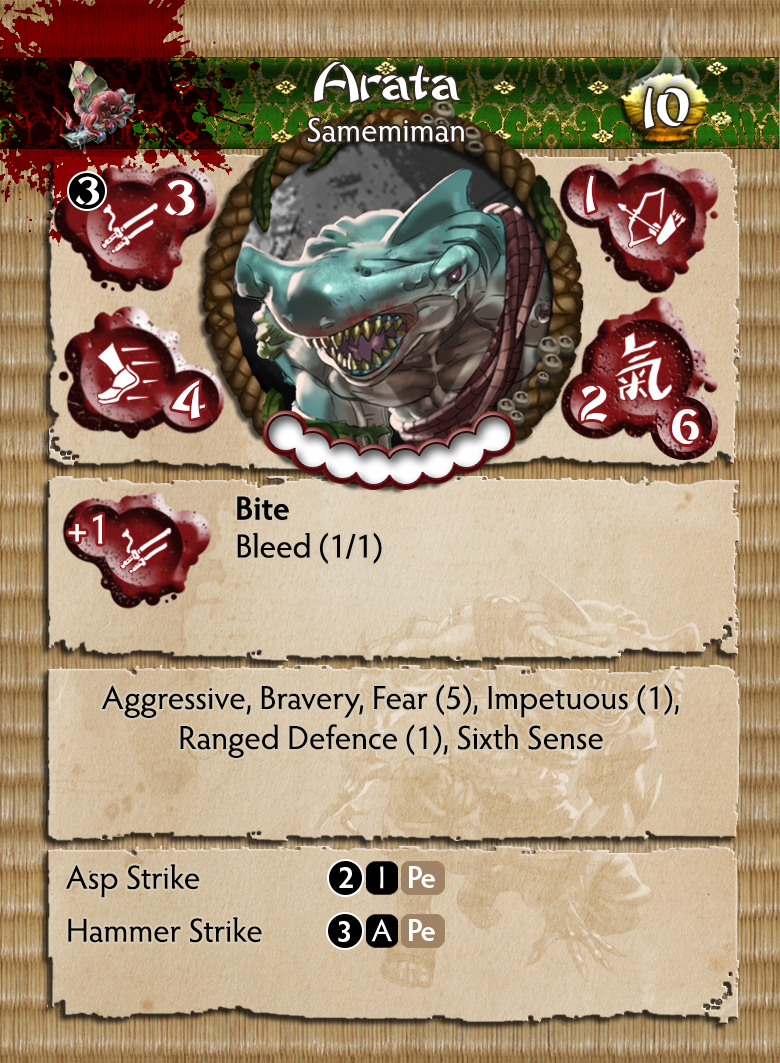 Arata
10
Samemiman
3 3
1
4
氣
2 6
+1
Bite
Bleed (1/1)
Aggressive, Bravery, Fear (5), Impetuous (1),
Ranged Defence (1), Sixth Sense
Asp Strike 2 I Pe
Hammer Strike 3 A Pe